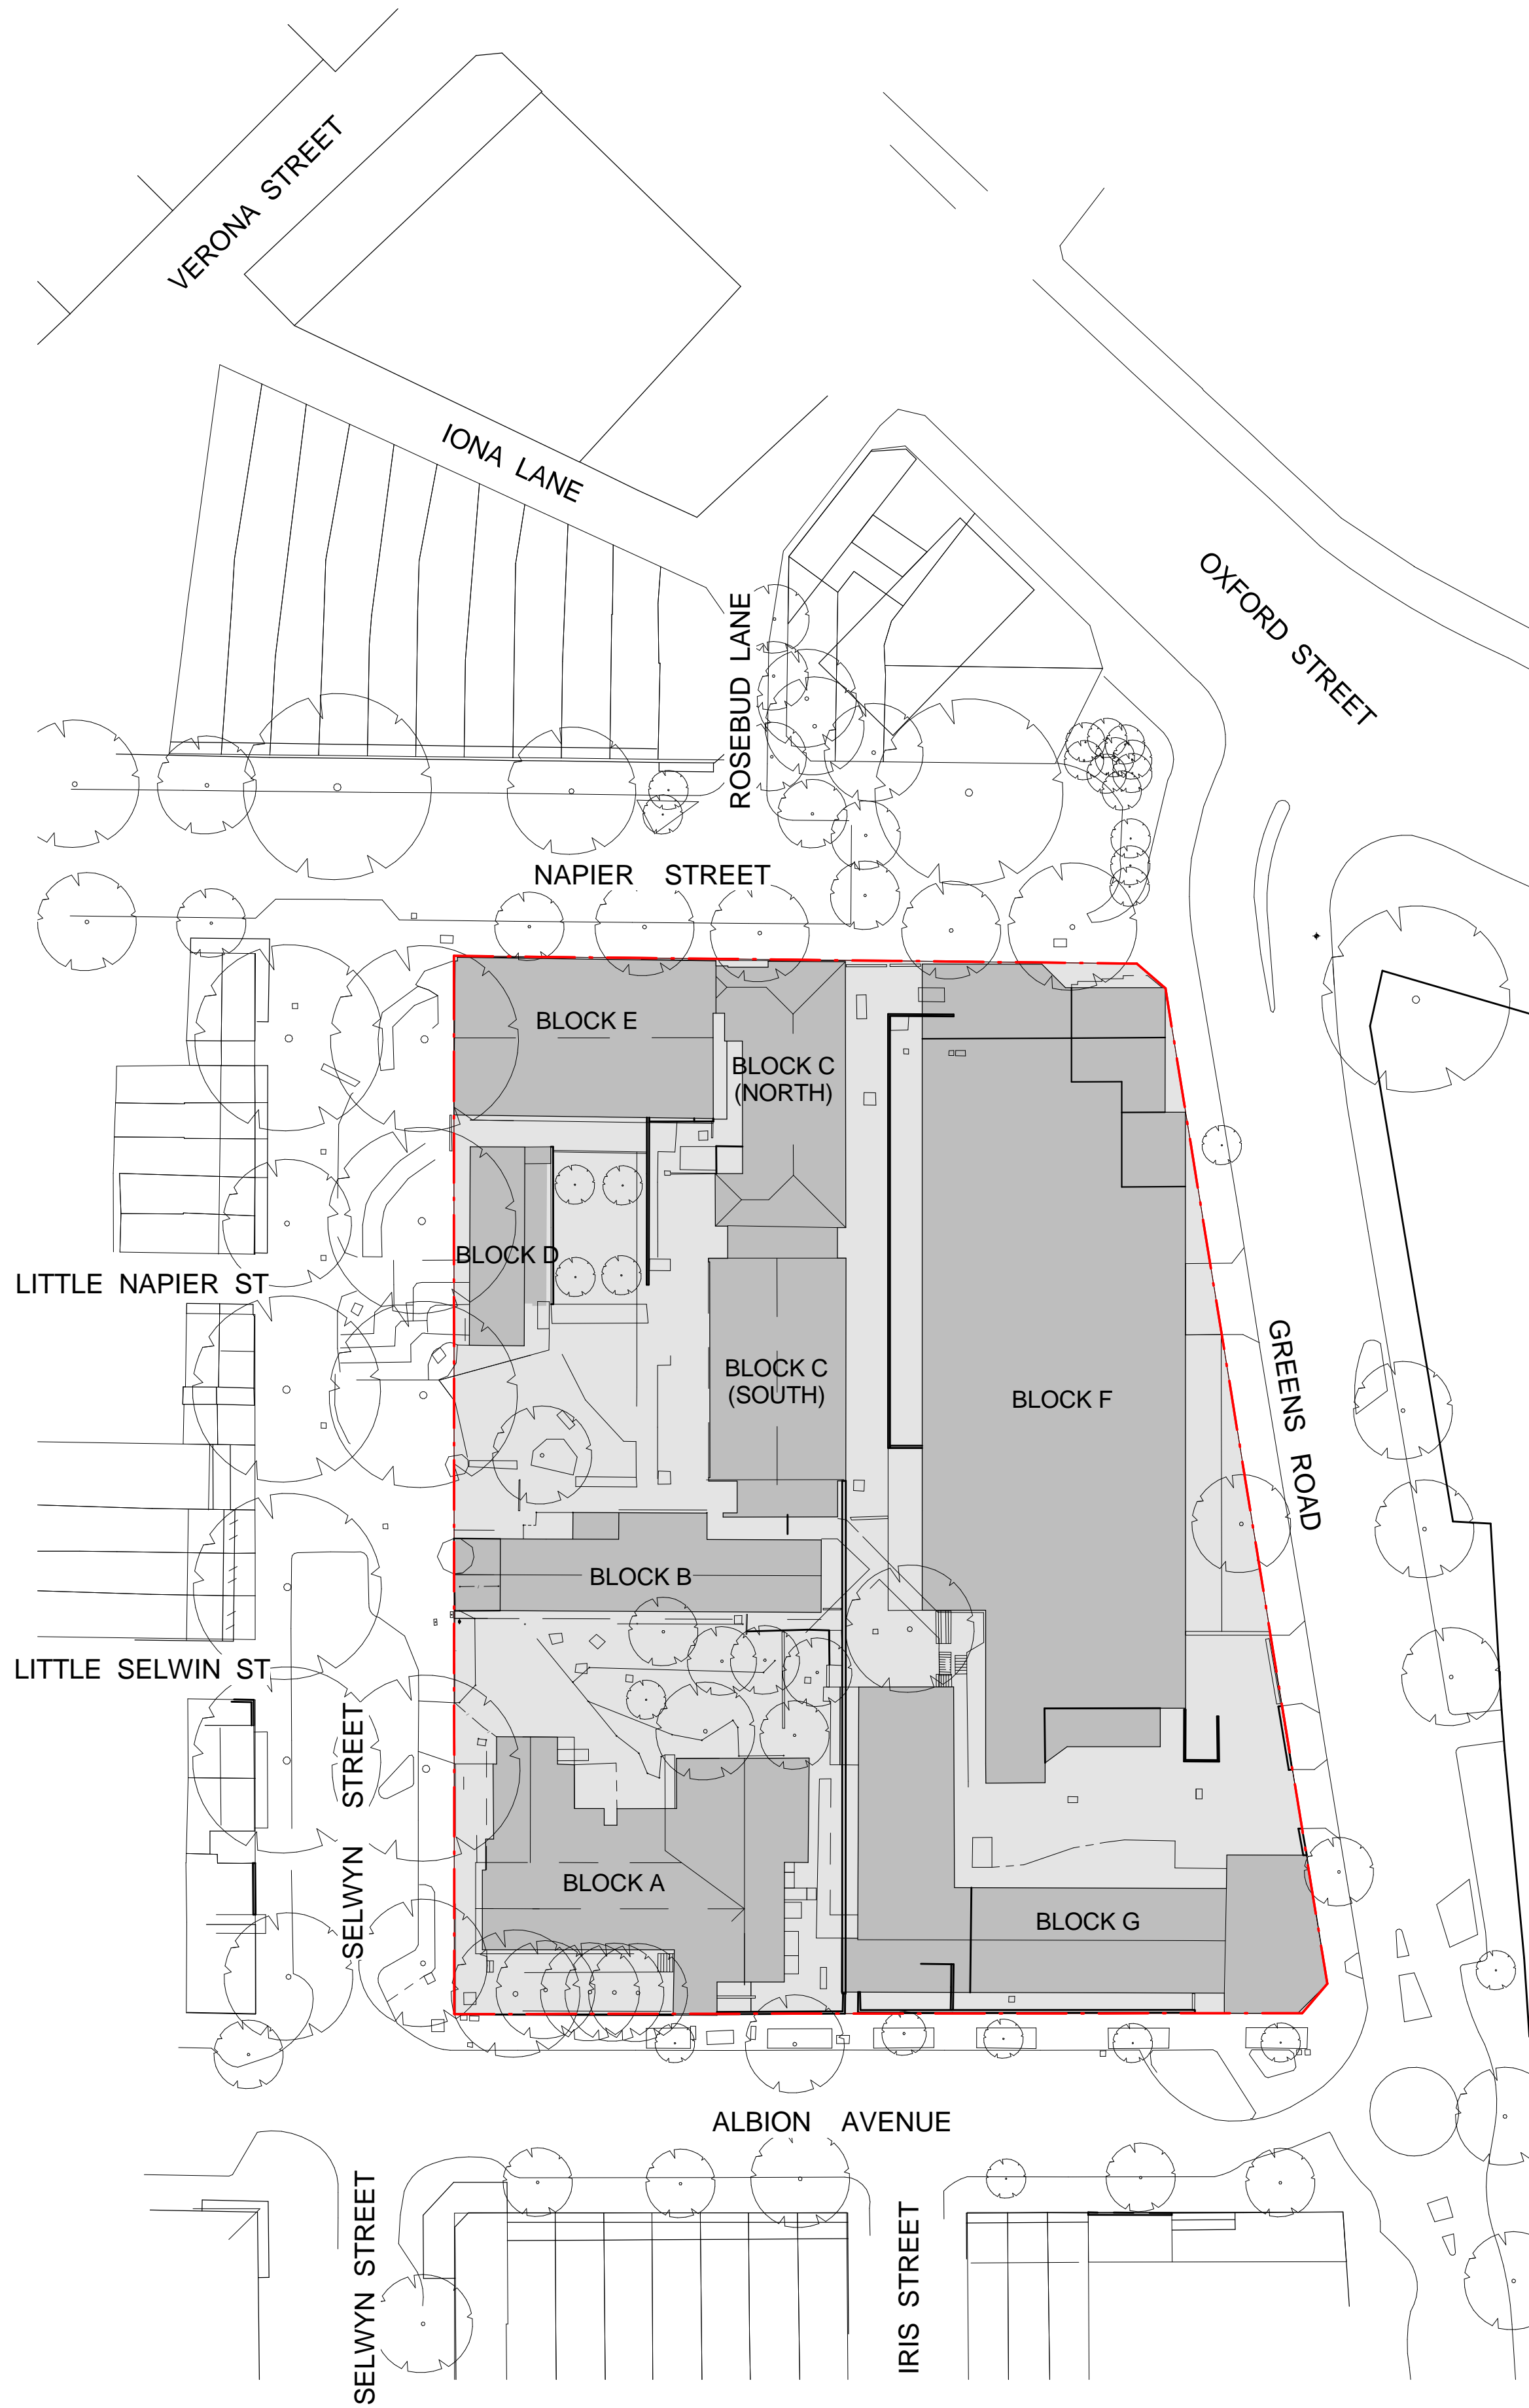 VERONA STREET
IONA LANE
ROSEBUD LANE
OXFORD STREET
NAPIER STREET
BLOCK E
BLOCK C
(NORTH)
BLOCK D
LITTLE NAPIER ST
BLOCK C
(SOUTH)
BLOCK F
GREENS ROAD
BLOCK B
LITTLE SELWIN ST
SELWYN STREET
BLOCK A
BLOCK G
ALBION AVENUE
SELWYN STREET
IRIS STREET